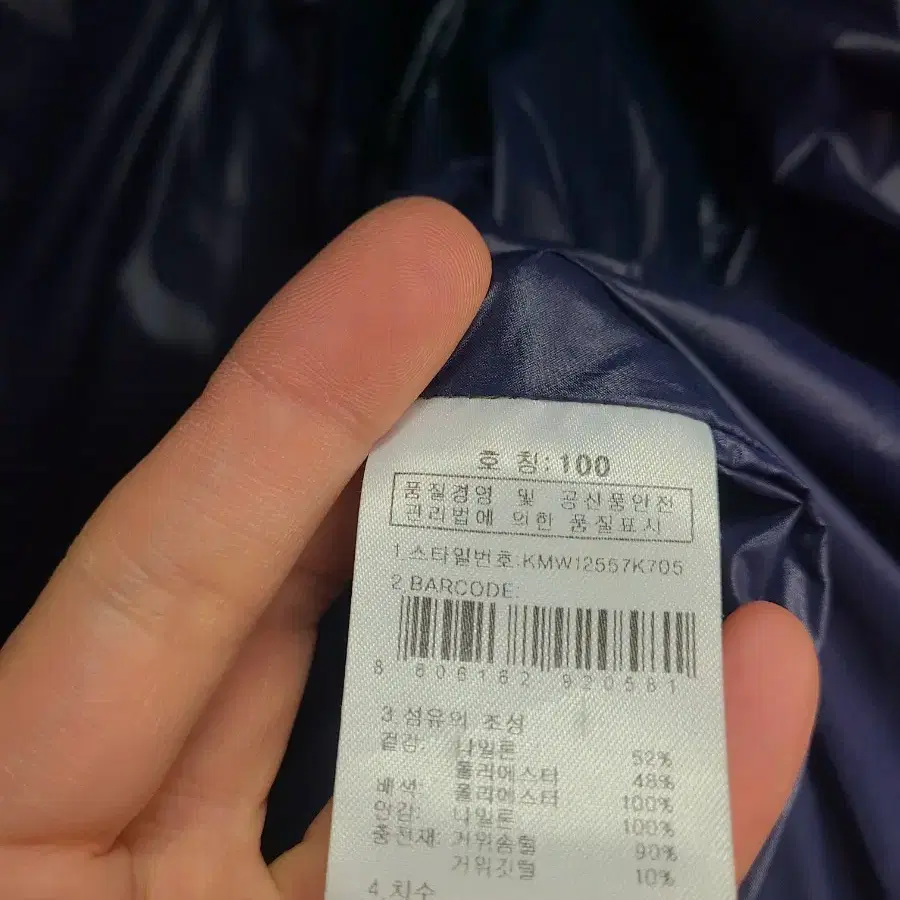 호 칭: 100
품질경영 및 공산품안전
관리법에 의한 품질표시
1.스타일번호:KMW12557K705
2.BARCODE:
8 806162 920581
3.섬유의 조성
겉감: 나일론 52%
폴리에스터 48%
배색: 폴리에스터 100%
안감: 나일론 100%
충전재: 거위솜털 90%
거위깃털 10%
4.치수